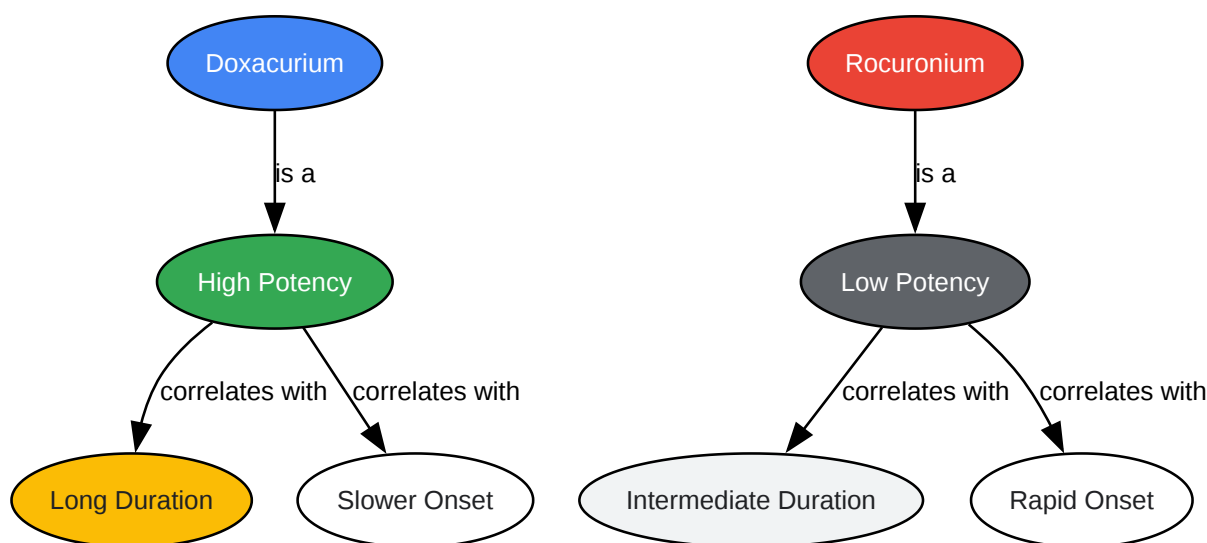 Doxacurium
Rocuronium
is a
is a
High Potency
Low Potency
correlates with
correlates with
correlates with
correlates with
Long Duration
Slower Onset
Intermediate Duration
Rapid Onset